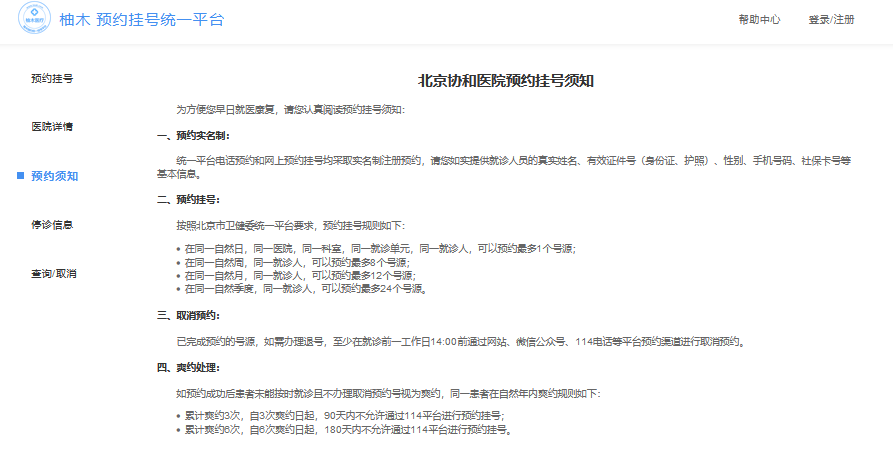 柚木医疗
柚木 预约挂号统一平台
帮助中心
登录/注册
预约挂号
医院详情
预约须知
停诊信息
查询/取消
北京协和医院预约挂号须知
为方便您早日就医康复，请您认真阅读预约挂号须知：
一、预约实名制：
统一平台电话预约和网上预约挂号均采取实名制注册预约，请您如实提供就诊人员的真实姓名、有效证件号（身份证、护照）、性别、手机号码、社保卡号等
基本信息。
二、预约挂号：
按照北京市卫健委统一平台要求，预约挂号规则如下：
• 在同一自然日，同一医院，同一科室，同一就诊单元，同一就诊人，可以预约最多1个号源；
• 在同一自然周，同一就诊人，可以预约最多8个号源；
• 在同一自然月，同一就诊人，可以预约最多12个号源；
• 在同一自然季度，同一就诊人，可以预约最多24个号源。
三、取消预约：
已完成预约的号源，如需办理退号，至少在就诊前一工作日14:00前通过网站、微信公众号、114电话等平台预约渠道进行取消预约。
四、爽约处理：
如预约成功后患者未能按时就诊且不办理取消预约号视为爽约，同一患者在自然年内爽约规则如下：
• 累计爽约3次，自3次爽约日起，90天内不允许通过114平台进行预约挂号；
• 累计爽约6次，自6次爽约日起，180天内不允许通过114平台进行预约挂号。